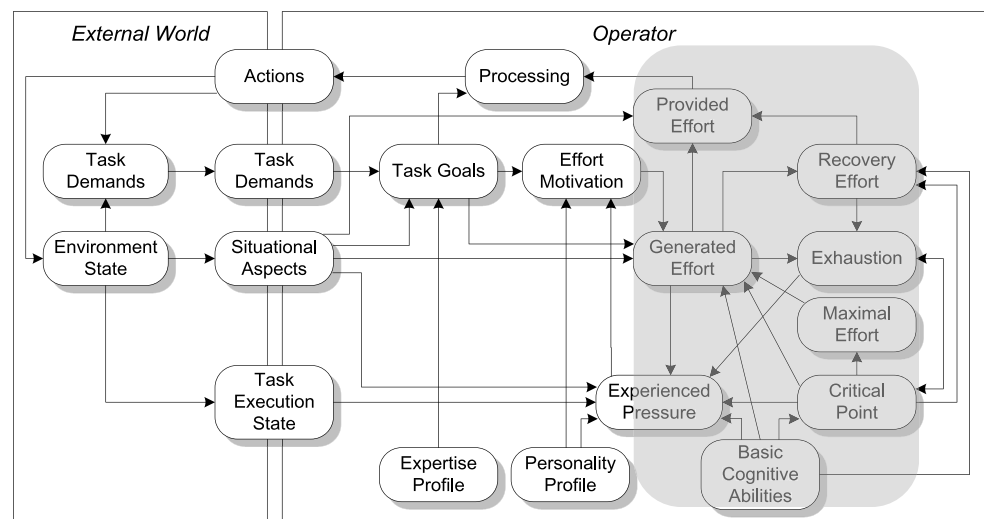 External World
Operator
Actions
Processing
Provided
Effort
Task
Demands
Task
Demands
Task Goals
Effort
Motivation
Recovery
Effort
Environment
State
Situational
Aspects
Generated
Effort
Exhaustion
Maximal
Effort
Task
Execution
State
Experienced
Pressure
Critical
Point
Expertise
Profile
Personality
Profile
Basic
Cognitive
Abilities